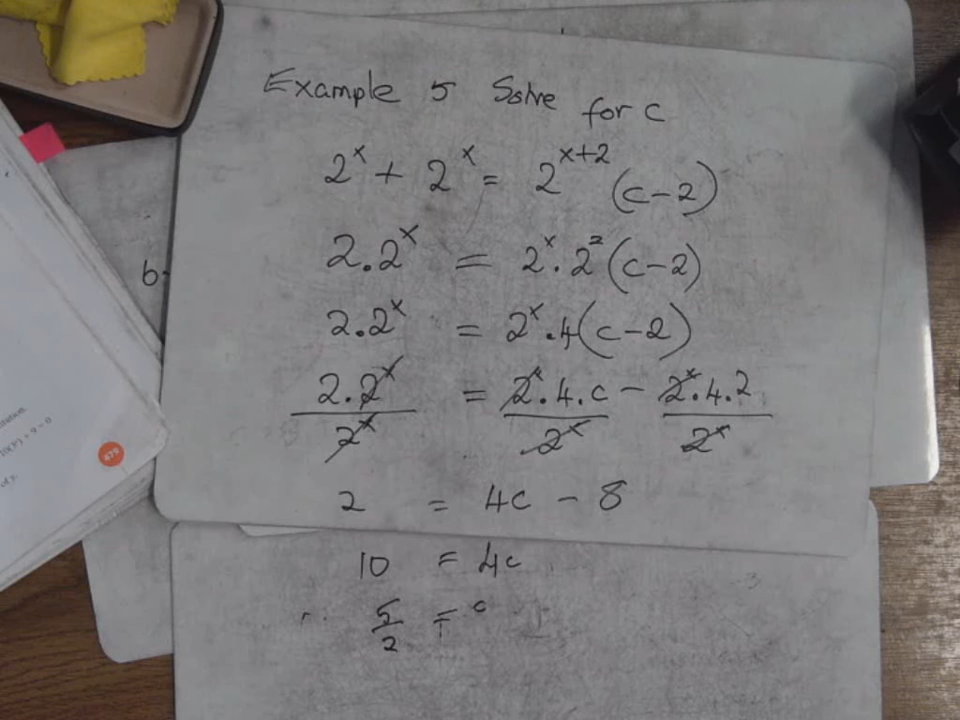 Example 5 Solve for c
2^x + 2^x = 2^(x+2) (c-2)
b.
2.2^x = 2^x . 2^2 (c-2)
2.2^x = 2^x . 4(c-2)
2.2^x / 2^x = 2^x.4.c / 2^x - 2^x.4.2 / 2^x
479
2 = 4c - 8
10 = 4c
∴ 5/2 = c